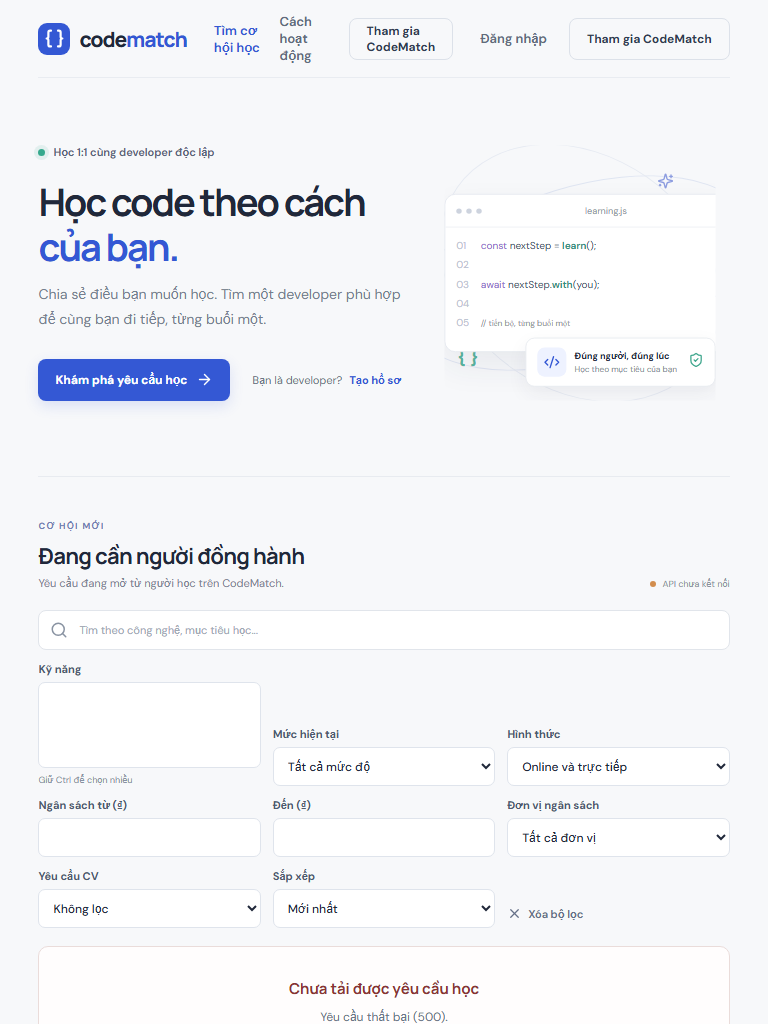 { } codematch
Tìm cơ hội học
Cách hoạt động
Tham gia CodeMatch
Đăng nhập
Tham gia CodeMatch
Học 1:1 cùng developer độc lập
Học code theo cách
của bạn.
Chia sẻ điều bạn muốn học. Tìm một developer phù hợp
để cùng bạn đi tiếp, từng buổi một.
Khám phá yêu cầu học →
Bạn là developer? Tạo hồ sơ
learning.js
01 const nextStep = learn();
02
03 await nextStep.with(you);
04
05 // tiến bộ, từng buổi một
{ }
</> Đúng người, đúng lúc
Học theo mục tiêu của bạn
CƠ HỘI MỚI
Đang cần người đồng hành
Yêu cầu đang mở từ người học trên CodeMatch.
API chưa kết nối
Tìm theo công nghệ, mục tiêu học...
Kỹ năng
Giữ Ctrl để chọn nhiều
Mức hiện tại
Tất cả mức độ
Hình thức
Online và trực tiếp
Ngân sách từ (₫)
Đến (₫)
Đơn vị ngân sách
Tất cả đơn vị
Yêu cầu CV
Không lọc
Sắp xếp
Mới nhất
Xóa bộ lọc
Chưa tải được yêu cầu học
Yêu cầu thất bại (500).